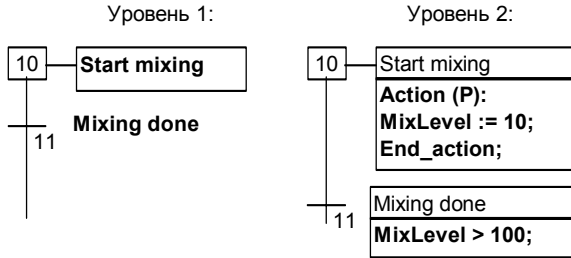 Уровень 1:
10
Start mixing
Mixing done
11
Уровень 2:
10
Start mixing
Action (P):
MixLevel := 10;
End_action;
Mixing done
11
MixLevel > 100;